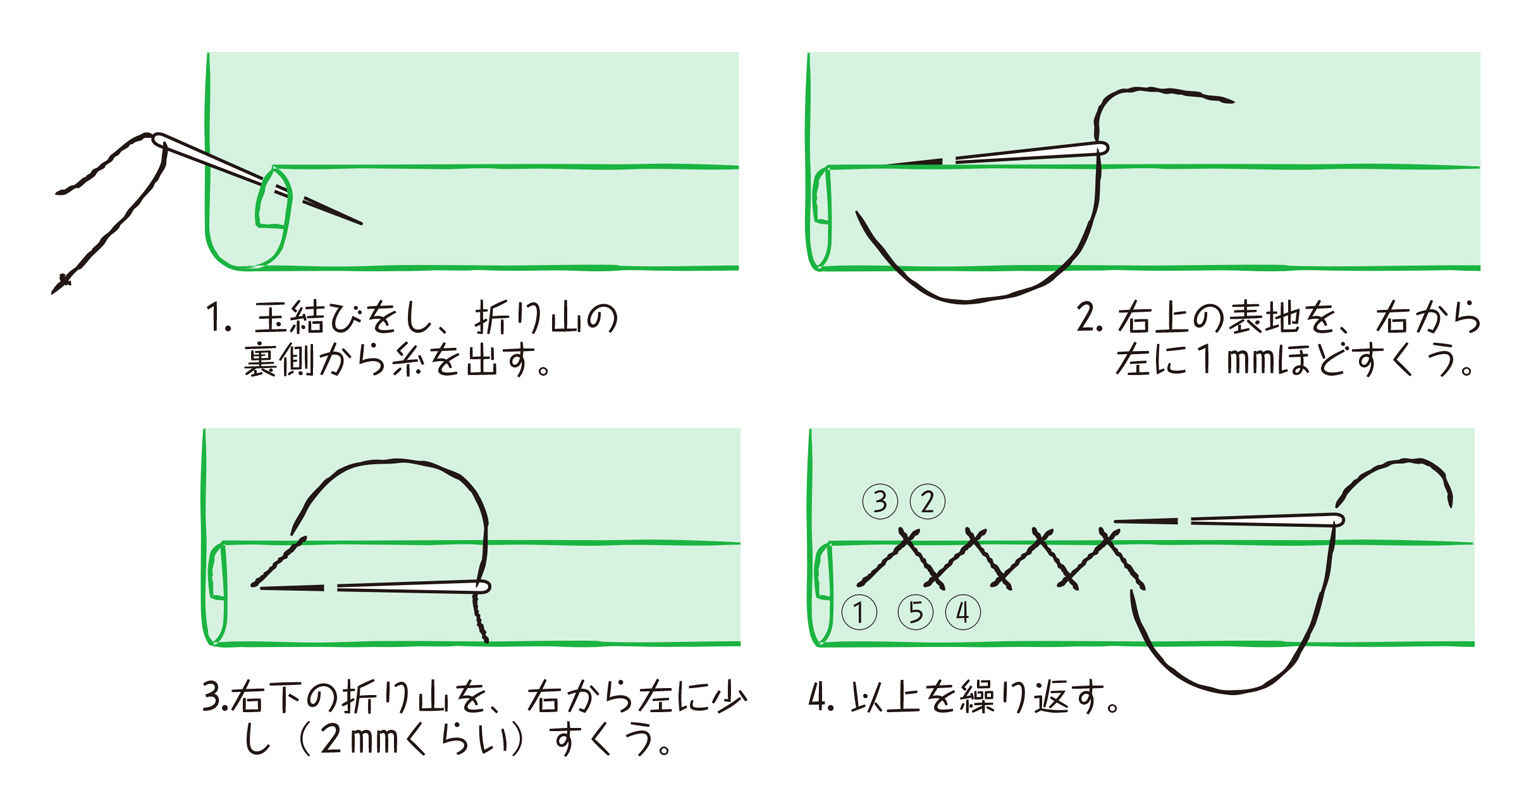 1. 玉結びをし、折り山の
裏側から糸を出す。
2. 右上の表地を、右から
左に1mmほどすくう。
3.右下の折り山を、右から左に少
し（2mmくらい）すくう。
③ ②
① ⑤ ④
4. 以上を繰り返す。